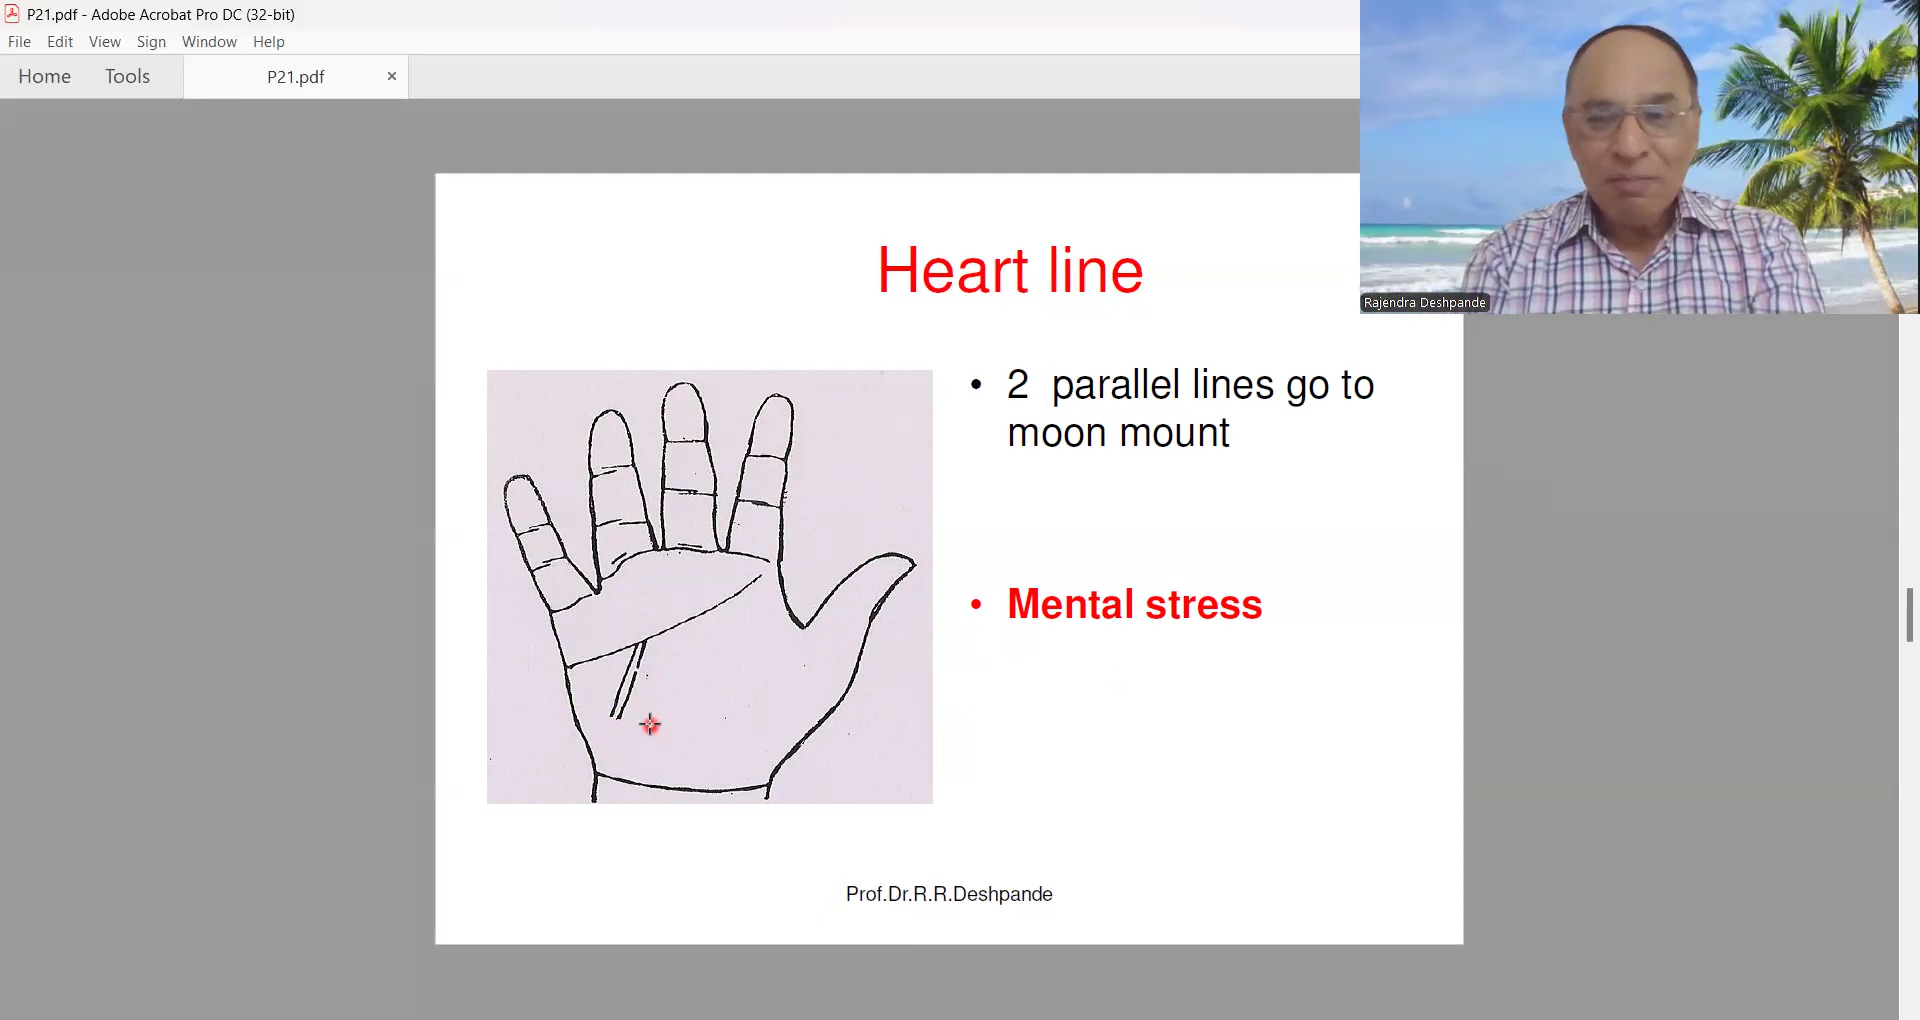 P21.pdf - Adobe Acrobat Pro DC (32-bit)
File Edit View Sign Window Help
Home Tools P21.pdf ×
Rajendra Deshpande
Heart line
• 2 parallel lines go to
moon mount
• Mental stress
Prof.Dr.R.R.Deshpande